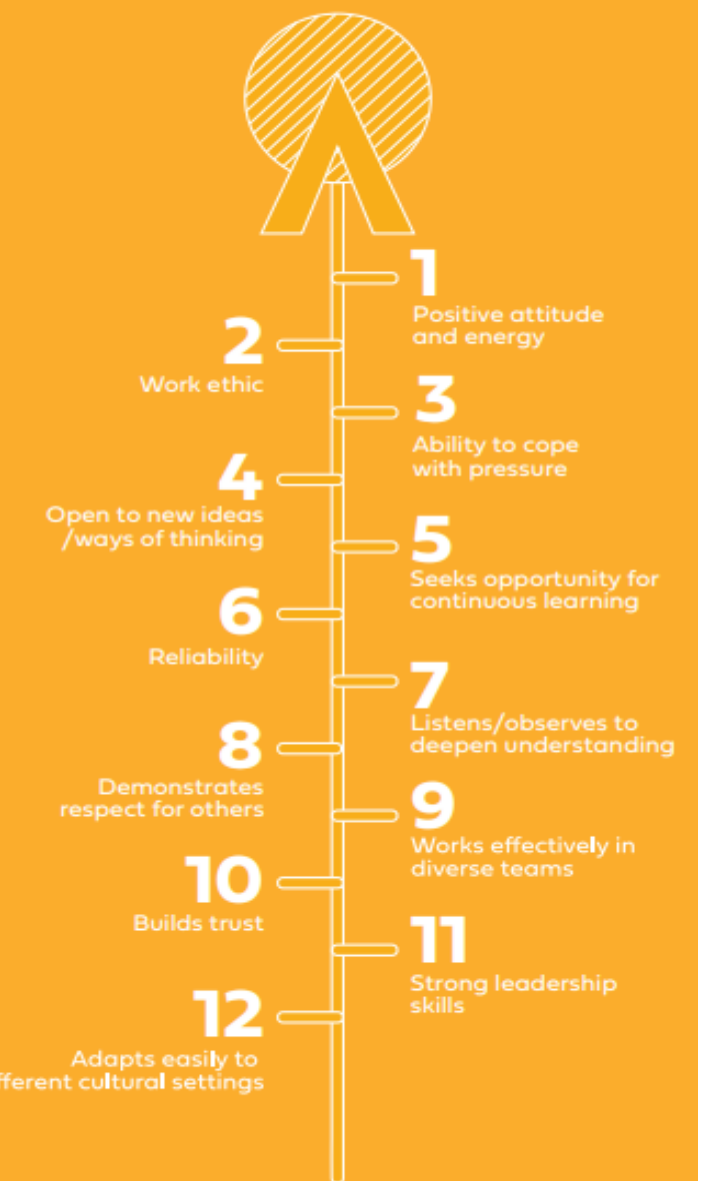 1
Positive attitude
and energy
2
Work ethic
3
Ability to cope
with pressure
4
Open to new ideas
/ways of thinking
5
Seeks opportunity for
continuous learning
6
Reliability
7
Listens/observes to
deepen understanding
8
Demonstrates
respect for others
9
Works effectively in
diverse teams
10
Builds trust
11
Strong leadership
skills
12
Adapts easily to
fferent cultural settings